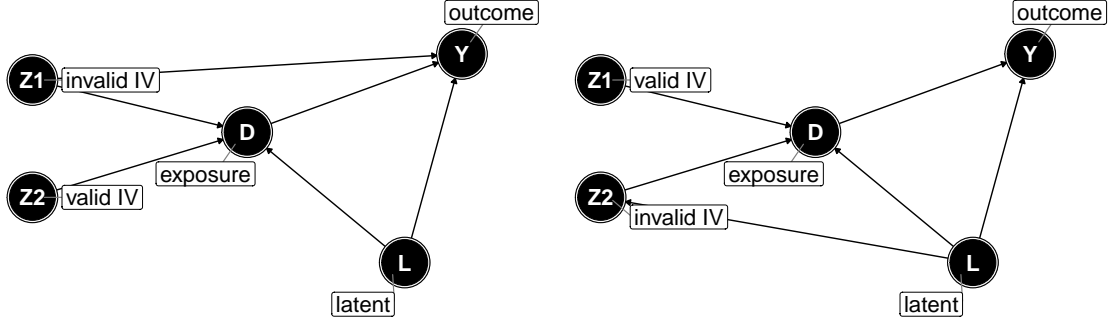 outcome
Y
Z1
invalid IV
D
exposure
Z2
valid IV
L
latent
outcome
Y
Z1
valid IV
D
exposure
Z2
invalid IV
L
latent